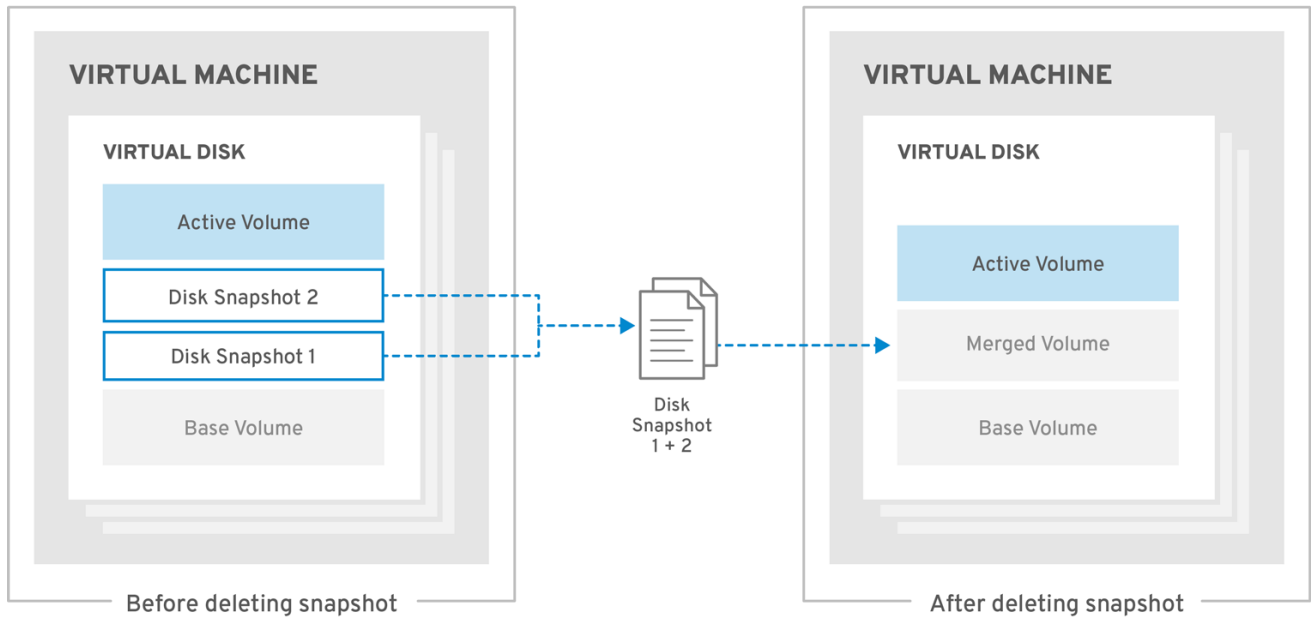 VIRTUAL MACHINE
VIRTUAL DISK
Active Volume
Disk Snapshot 2
Disk Snapshot 1
Base Volume
Before deleting snapshot
Disk
Snapshot
1 + 2
VIRTUAL MACHINE
VIRTUAL DISK
Active Volume
Merged Volume
Base Volume
After deleting snapshot